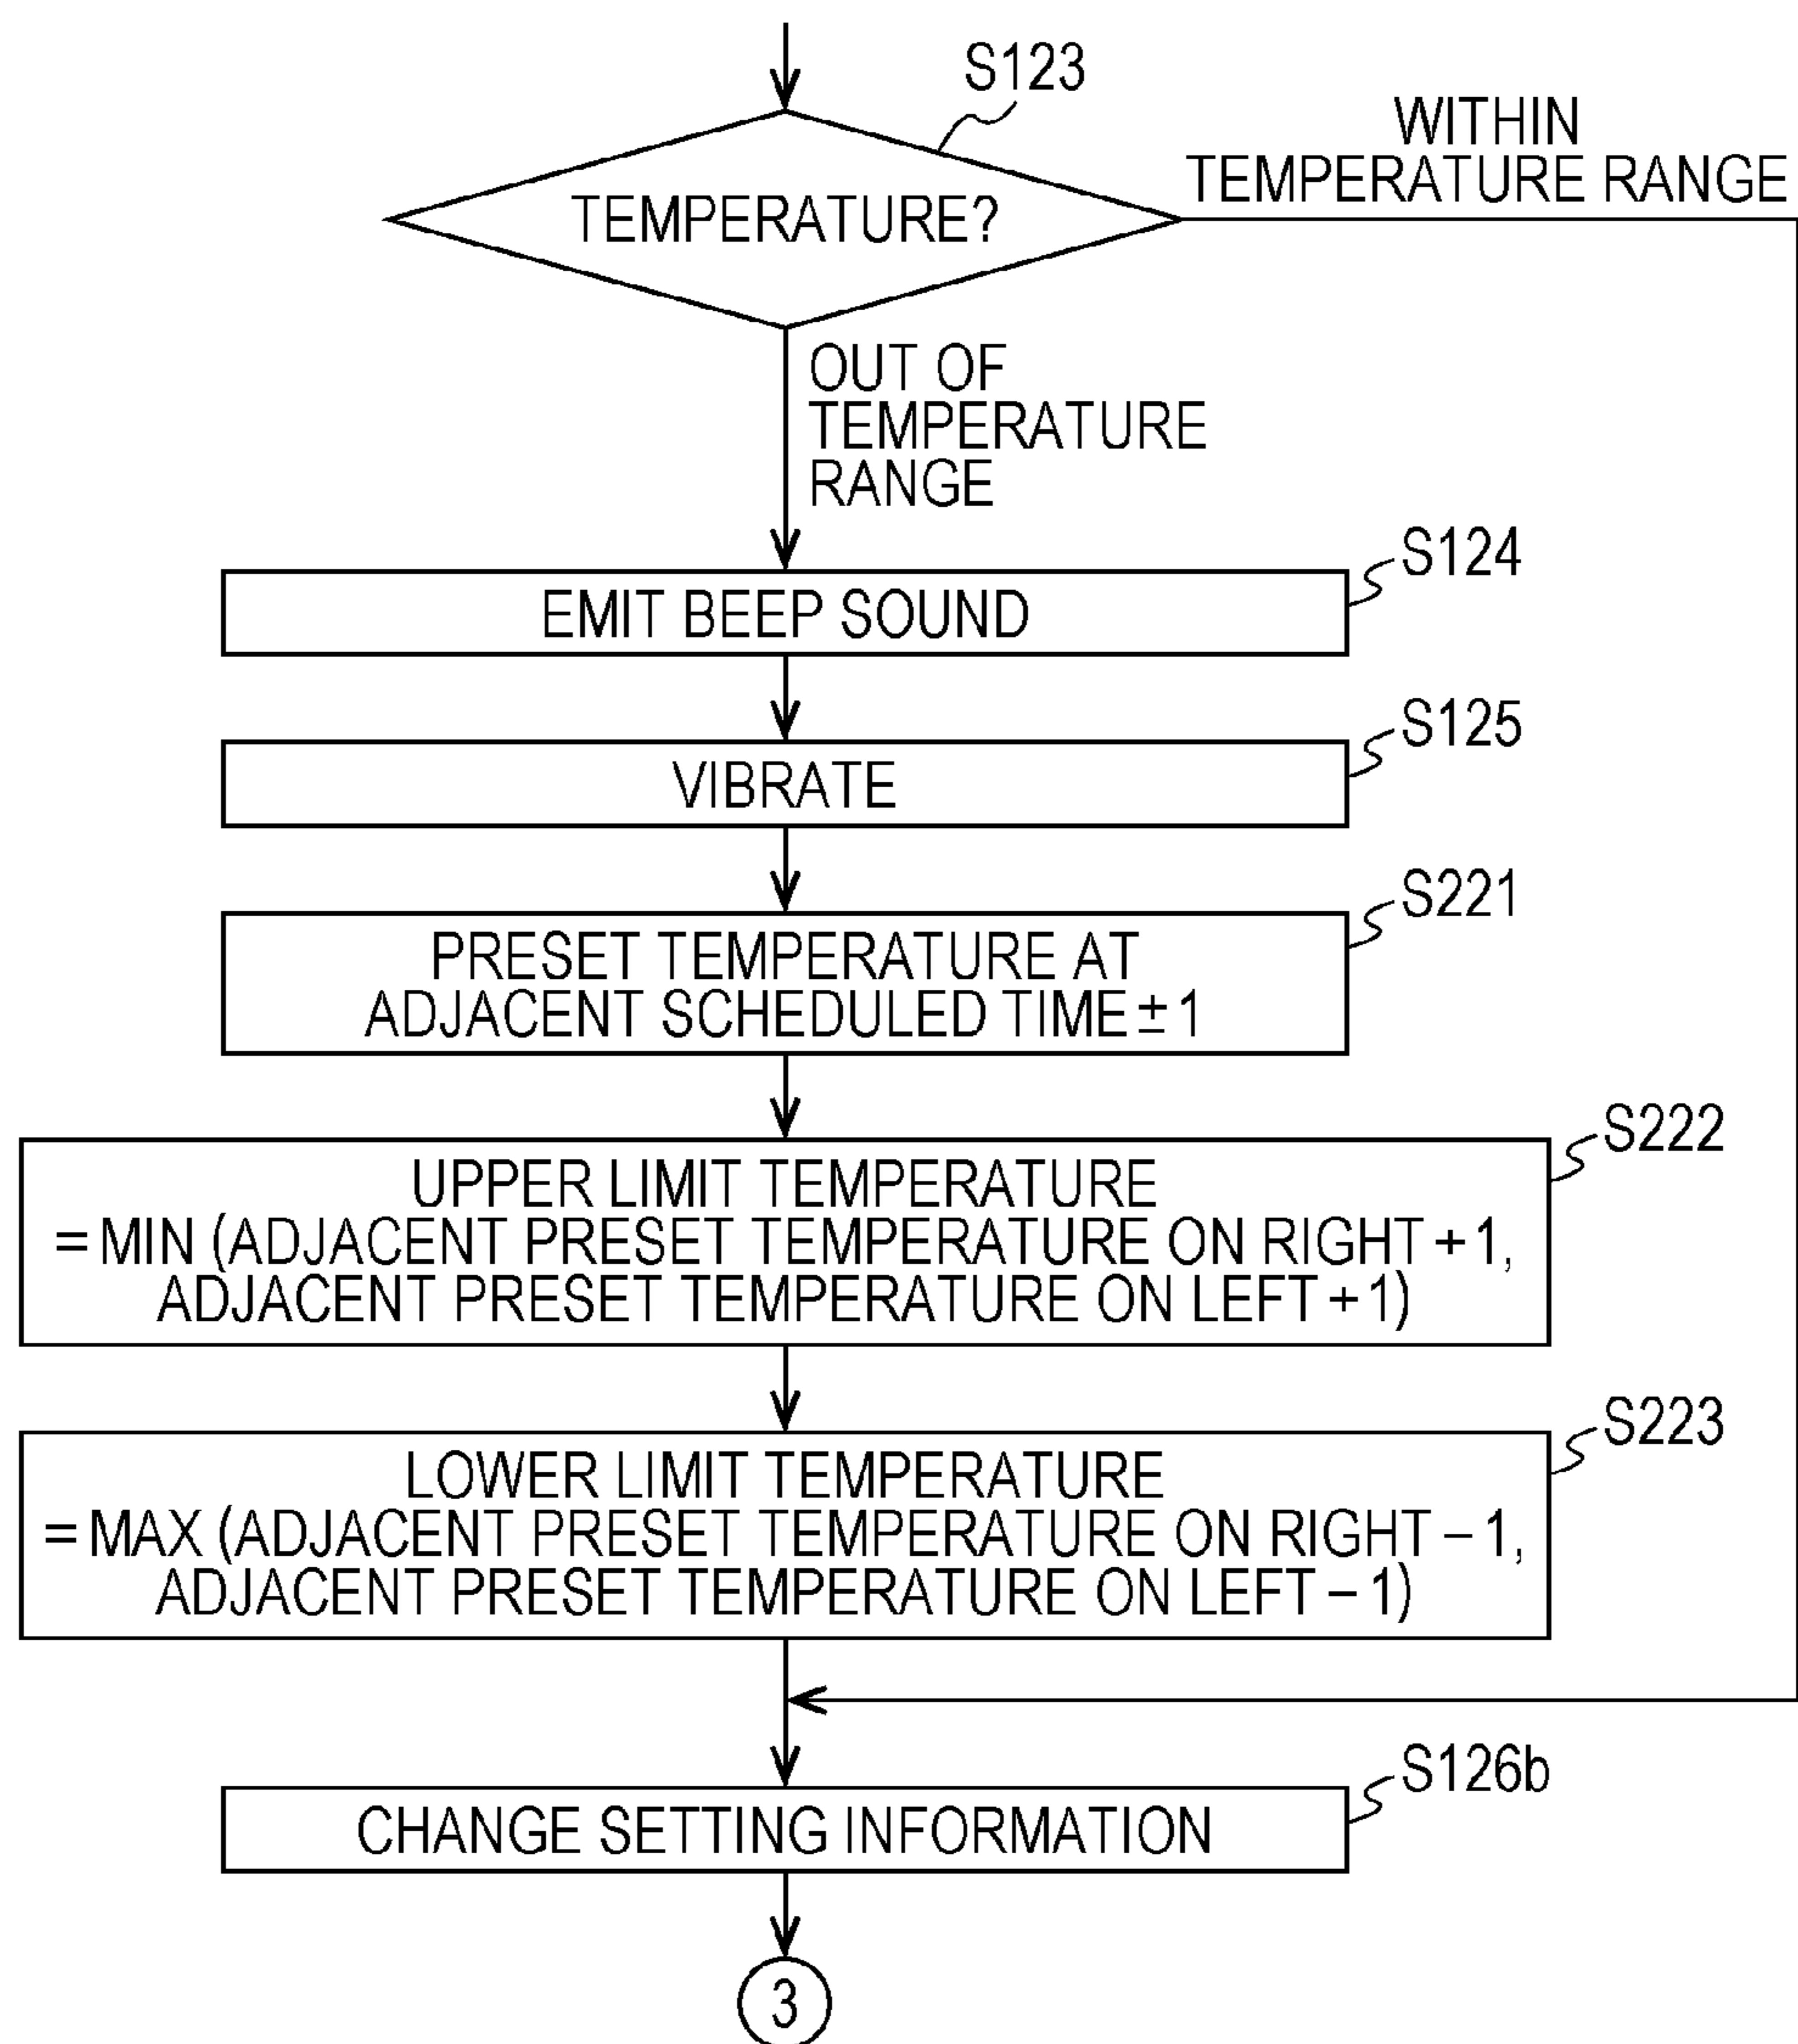 S123
WITHIN
TEMPERATURE RANGE
TEMPERATURE?
OUT OF
TEMPERATURE
RANGE
S124
EMIT BEEP SOUND
S125
VIBRATE
S221
PRESET TEMPERATURE AT
ADJACENT SCHEDULED TIME ± 1
S222
UPPER LIMIT TEMPERATURE
= MIN (ADJACENT PRESET TEMPERATURE ON RIGHT + 1,
ADJACENT PRESET TEMPERATURE ON LEFT + 1)
S223
LOWER LIMIT TEMPERATURE
= MAX (ADJACENT PRESET TEMPERATURE ON RIGHT – 1,
ADJACENT PRESET TEMPERATURE ON LEFT – 1)
S126b
CHANGE SETTING INFORMATION
3